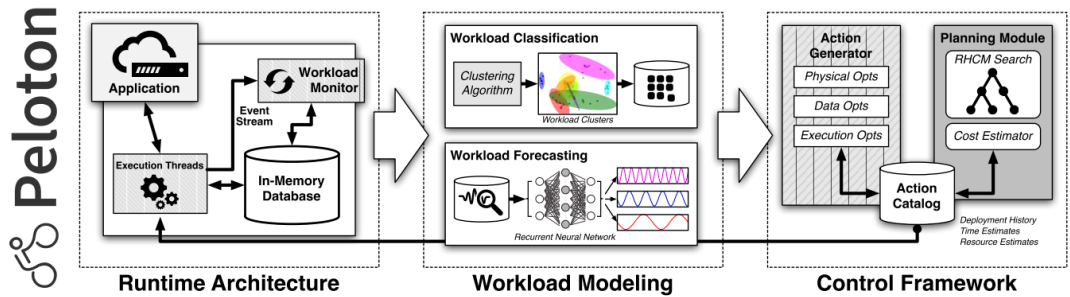 Peloton
Application
Workload
Monitor
Event
Stream
Execution Threads
In-Memory
Database
Runtime Architecture
Workload Classification
Clustering
Algorithm
Workload Clusters
Workload Forecasting
Recurrent Neural Network
Workload Modeling
Action
Generator
Physical Opts
Data Opts
Execution Opts
Planning Module
RHCM Search
Cost Estimator
Action
Catalog
Deployment History
Time Estimates
Resource Estimates
Control Framework